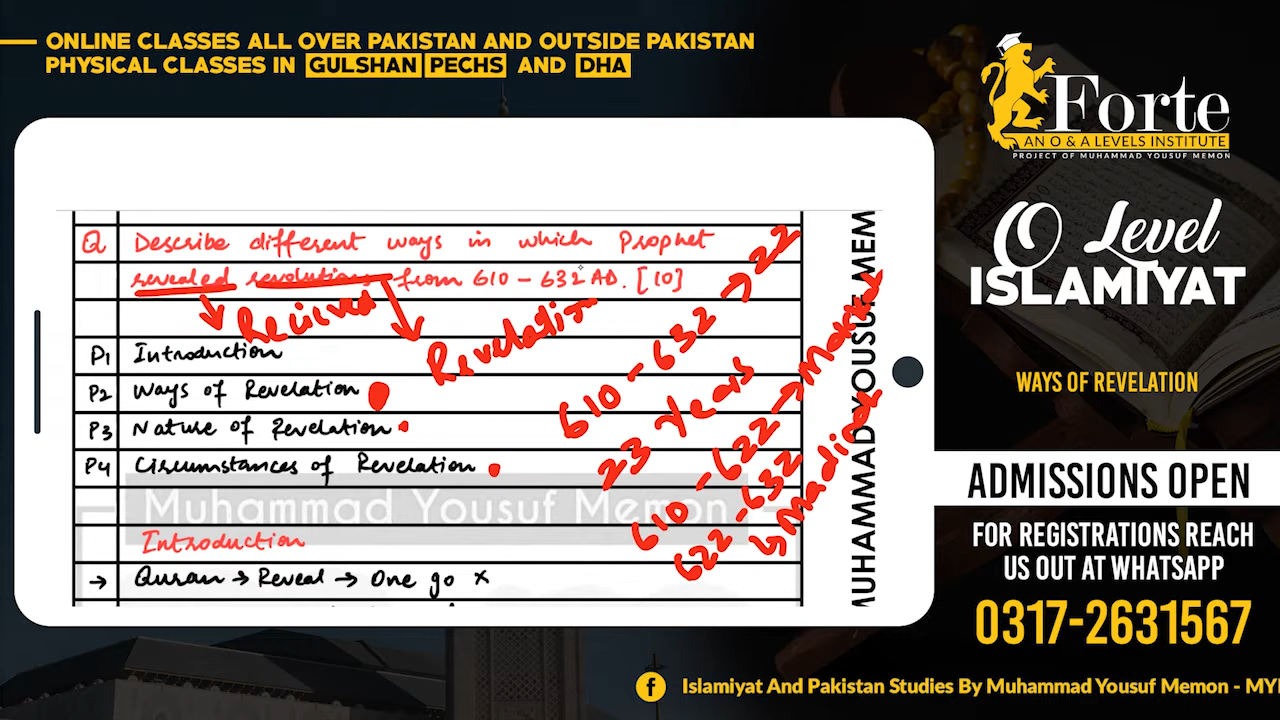 ONLINE CLASSES ALL OVER PAKISTAN AND OUTSIDE PAKISTAN
PHYSICAL CLASSES IN GULSHAN PECHS AND DHA
Forte
AN O & A LEVELS INSTITUTE
PROJECT OF MUHAMMAD YOUSUF MEMON
O Level
ISLAMIYAT
WAYS OF REVELATION
ADMISSIONS OPEN
FOR REGISTRATIONS REACH
US OUT AT WHATSAPP
0317-2631567
Islamiyat And Pakistan Studies By Muhammad Yousuf Memon - MY
Q Describe different ways in which Prophet
revealed revolutions from 610 - 632 AD. [10]
Recived
Revelation
P1 Introduction
P2 Ways of Revelation
P3 Nature of Revelation
P4 Circumstances of Revelation
610 - 632 → 22
23 years
610 - 622 → Makkah
622 - 632
↳ Madinah
Muhammad Yousuf Memon
Introduction
→ Quran → Reveal → One go ×
MUHAMMAD YOUSUF MEM